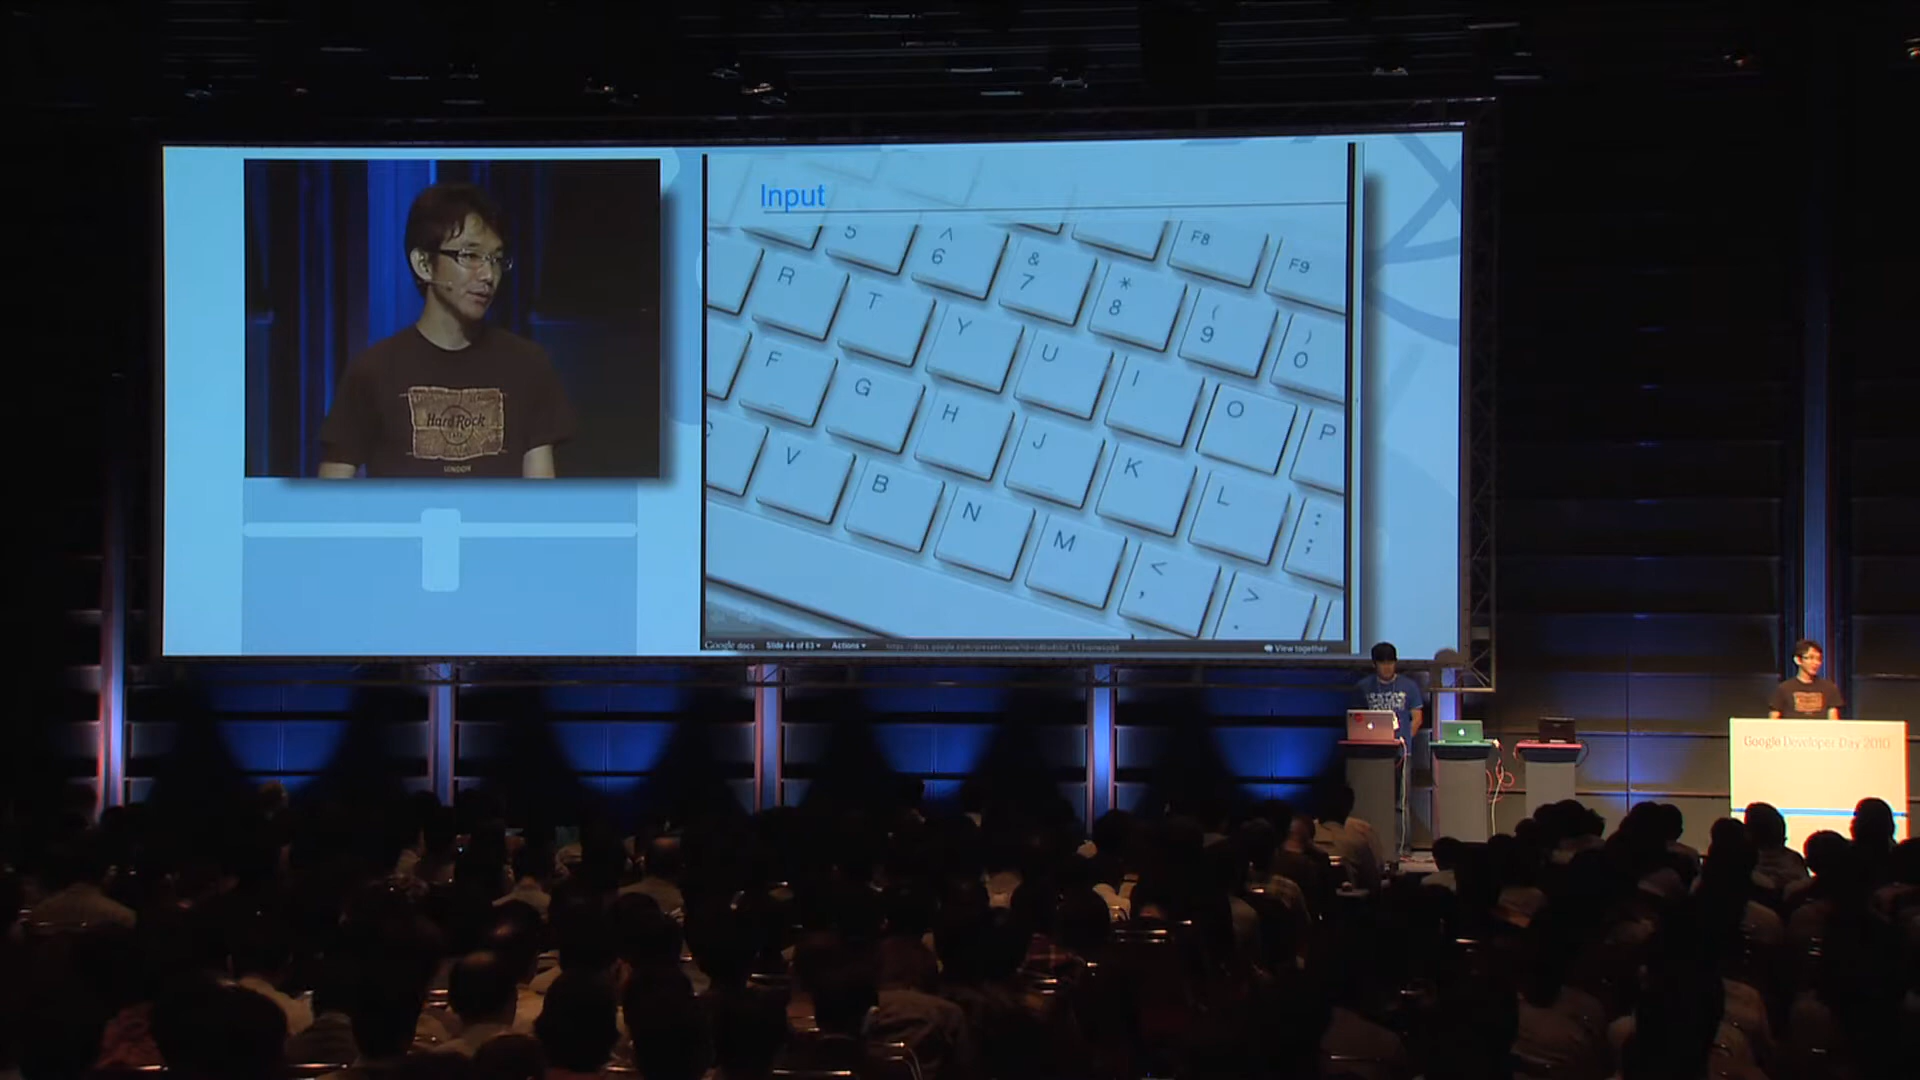 Input
5
^
6
&
7
*
8
(
9
)
0
F8
F9
R
T
Y
U
I
O
P
F
G
H
J
K
L
:
;
V
B
N
M
<
,
>
.
Hard Rock
CAFE
LONDON
Google docs
Slide 44 of 63
Actions
View together
Google Developer Day 2010